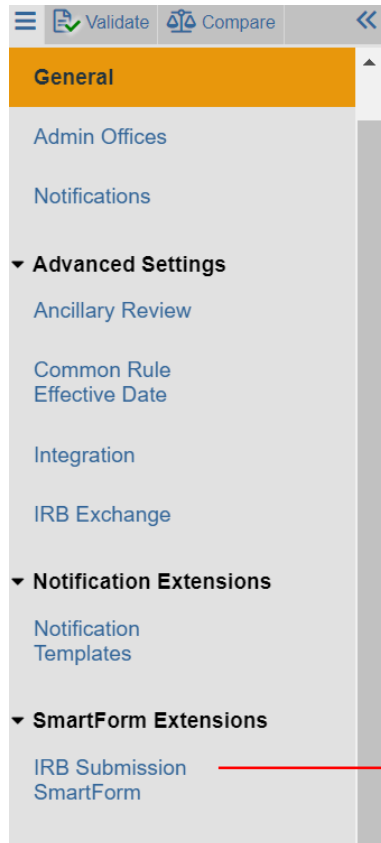 Validate Compare
General
Admin Offices
Notifications
Advanced Settings
Ancillary Review
Common Rule
Effective Date
Integration
IRB Exchange
Notification Extensions
Notification
Templates
SmartForm Extensions
IRB Submission
SmartForm